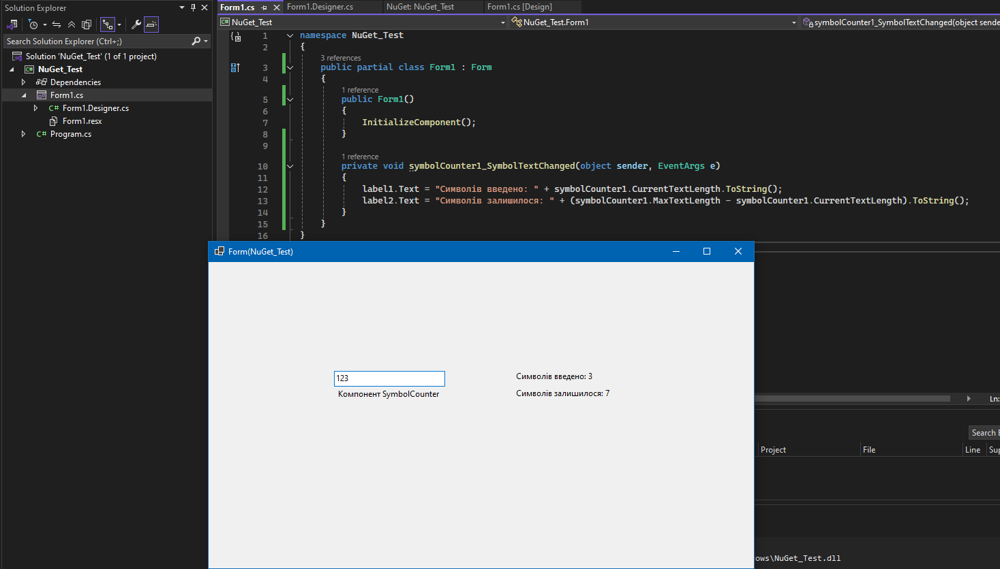 Solution Explorer
Search Solution Explorer (Ctrl+;)
Solution 'NuGet_Test' (1 of 1 project)
C# NuGet_Test
Dependencies
Form1.cs
C# Form1.Designer.cs
Form1.resx
C# Program.cs
Form1.cs
Form1.Designer.cs
NuGet: NuGet_Test
Form1.cs [Design]
C# NuGet_Test
NuGet_Test.Form1
symbolCounter1_SymbolTextChanged(object sende
1 namespace NuGet_Test
2 {
3 references
3 public partial class Form1 : Form
4 {
1 reference
5 public Form1()
6 {
7 InitializeComponent();
8 }
9
1 reference
10 private void symbolCounter1_SymbolTextChanged(object sender, EventArgs e)
11 {
12 label1.Text = "Символів введено: " + symbolCounter1.CurrentTextLength.ToString();
13 label2.Text = "Символів залишилося: " + (symbolCounter1.MaxTextLength - symbolCounter1.CurrentTextLength).ToString();
14 }
15 }
16 }
Form(NuGet_Test)
123
Компонент SymbolCounter
Символів введено: 3
Символів залишилося: 7
Ln:
Search E
Project
File
Line
Sup
ows\NuGet_Test.dll